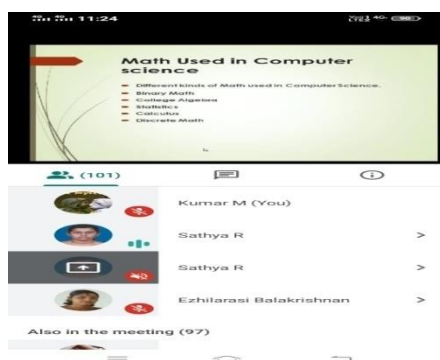 11:24
Math Used in Computer
science
Different kinds of Math used in Computer Science.
Binary Math
College Algebra
Statistics
Calculus
Discrete Math
(101)
Kumar M (You)
Sathya R
Sathya R
Ezhilarasi Balakrishnan
Also in the meeting (97)